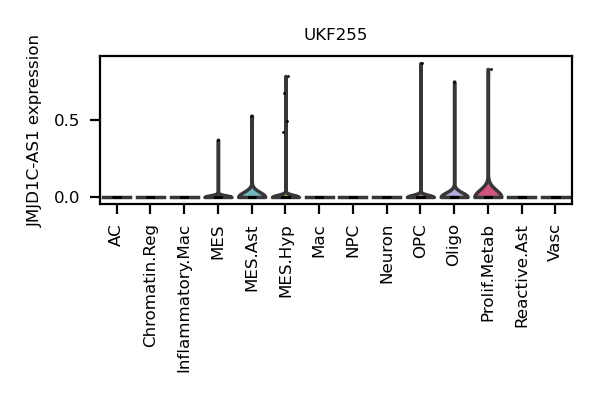 UKF255
JMJD1C-AS1 expression
0.5
0.0
AC
Chromatin.Reg
Inflammatory.Mac
MES
MES.Ast
MES.Hyp
Mac
NPC
Neuron
OPC
Oligo
Prolif.Metab
Reactive.Ast
Vasc